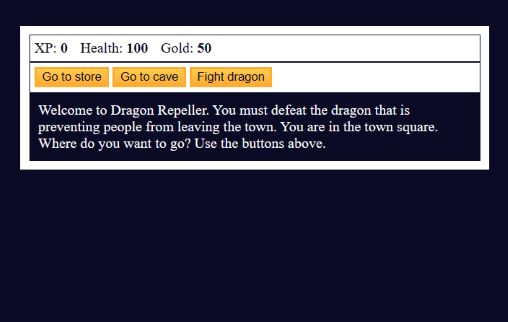 XP: 0 Health: 100 Gold: 50
Go to store Go to cave Fight dragon
Welcome to Dragon Repeller. You must defeat the dragon that is
preventing people from leaving the town. You are in the town square.
Where do you want to go? Use the buttons above.